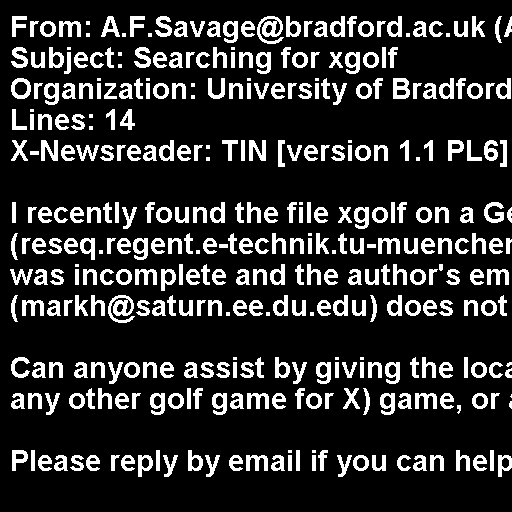 From: A.F.Savage@bradford.ac.uk (A
Subject: Searching for xgolf
Organization: University of Bradford
Lines: 14
X-Newsreader: TIN [version 1.1 PL6]
I recently found the file xgolf on a Ge
(reseq.regent.e-technik.tu-muenchen
was incomplete and the author's em
(markh@saturn.ee.du.edu) does not
Can anyone assist by giving the loca
any other golf game for X) game, or a
Please reply by email if you can help